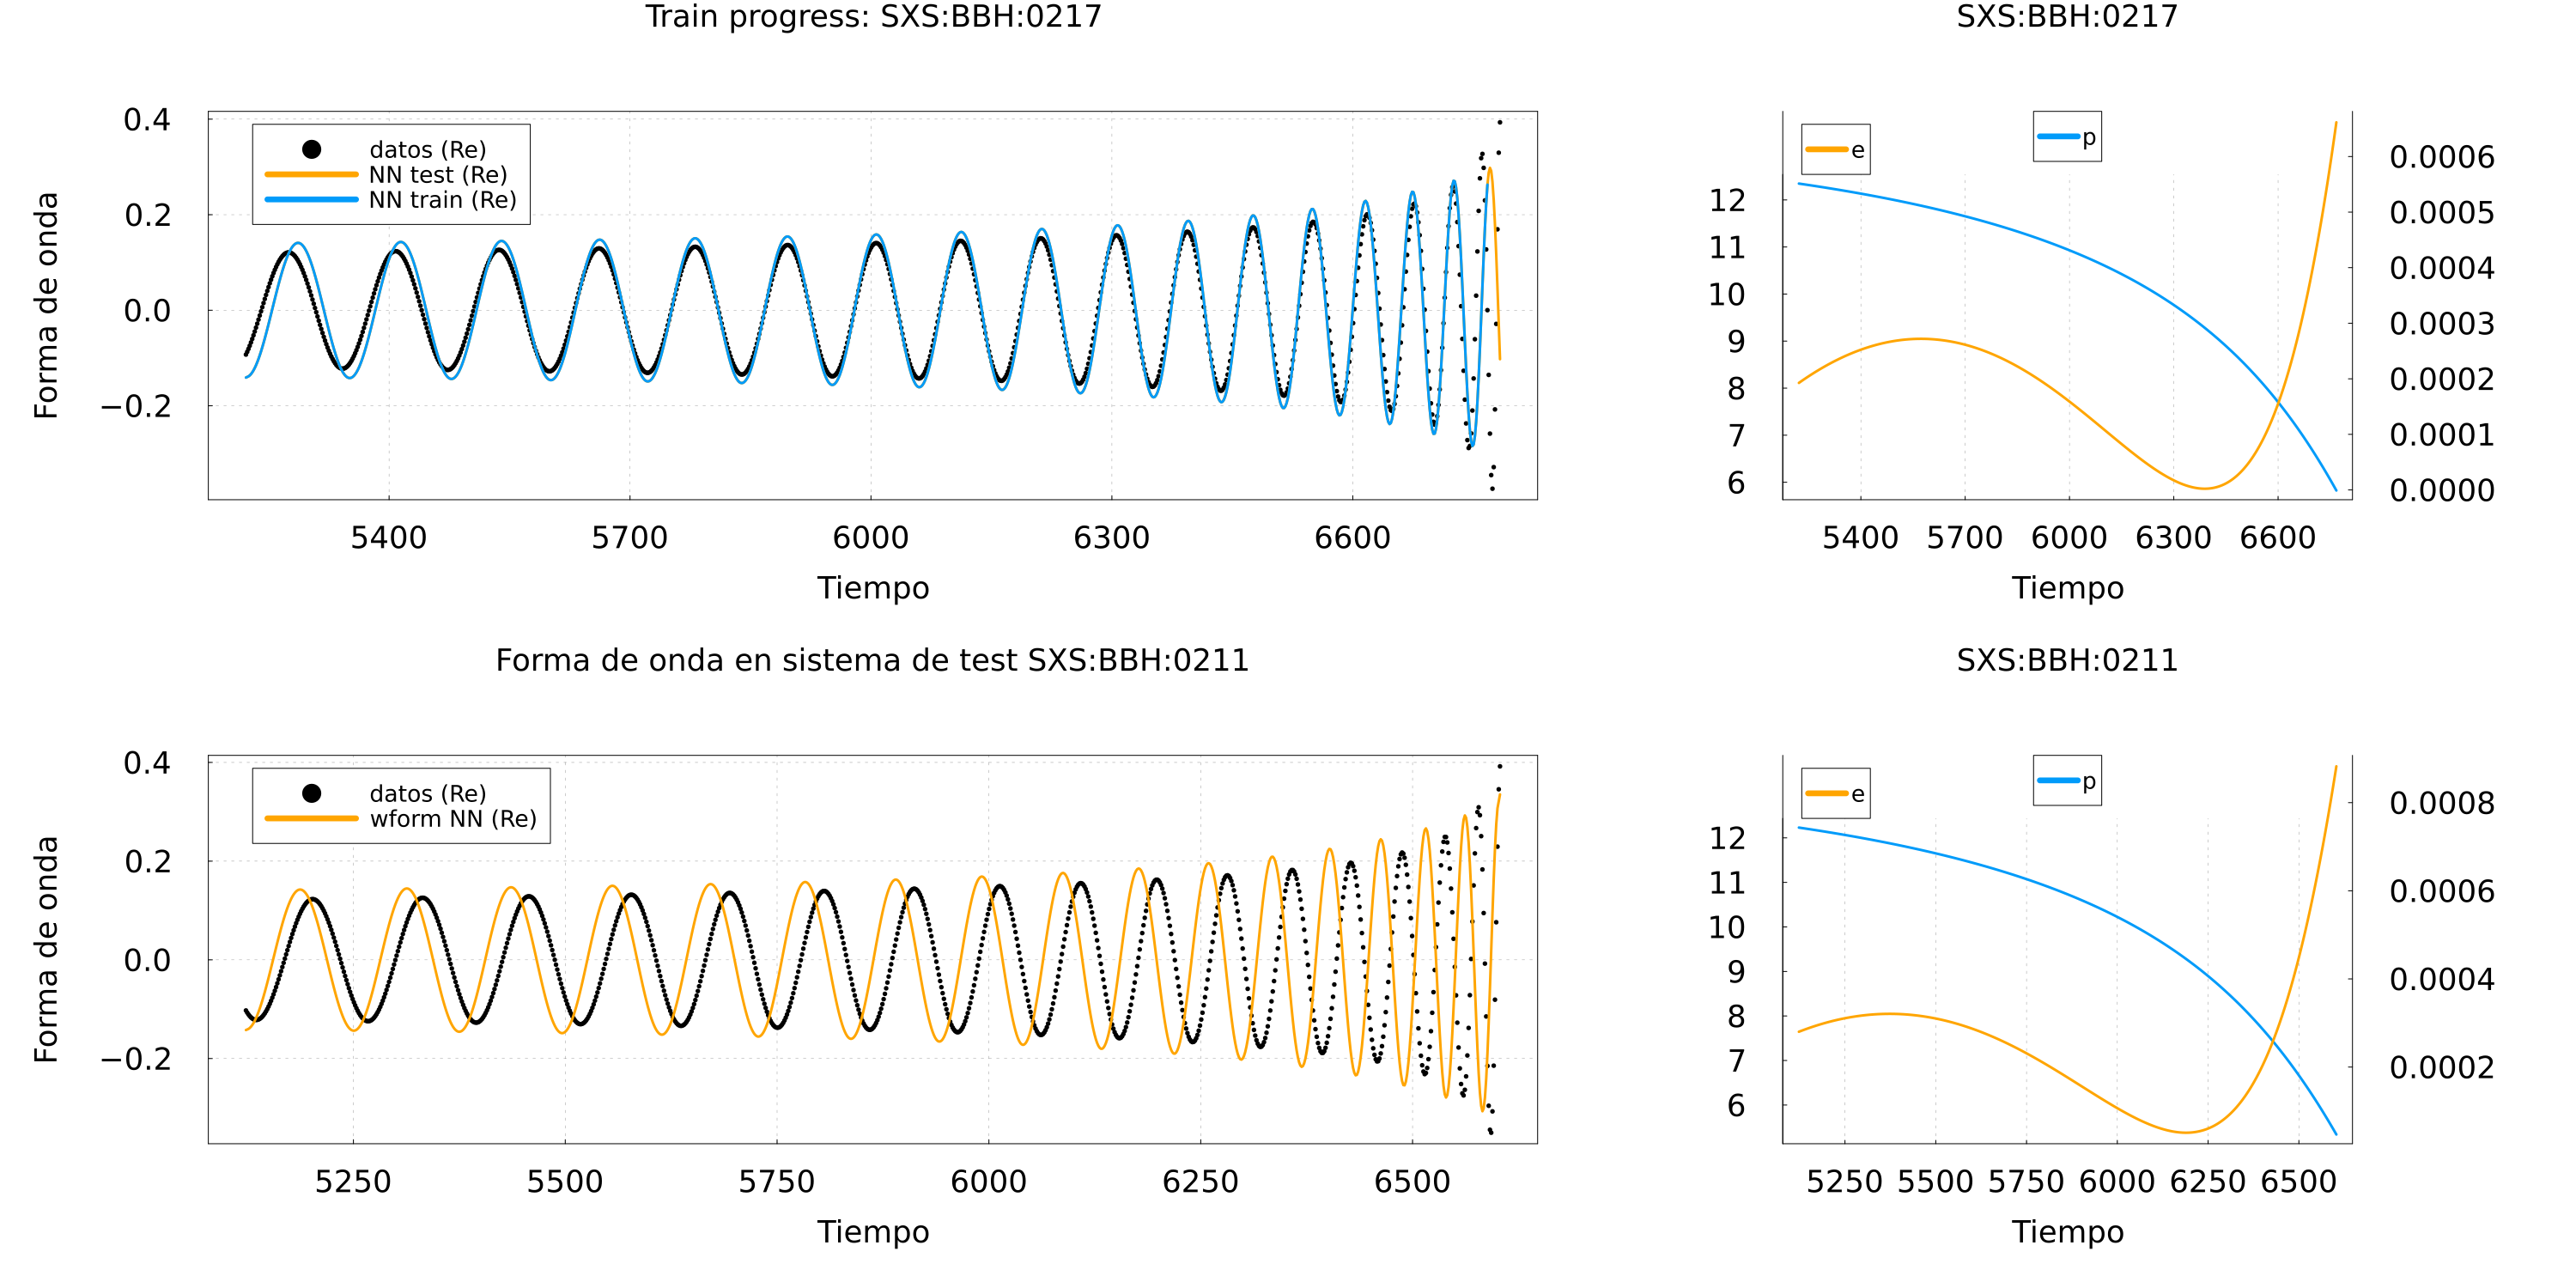 Train progress: SXS:BBH:0217
Forma de onda
0.4
0.2
0.0
−0.2
datos (Re)
NN test (Re)
NN train (Re)
5400 5700 6000 6300 6600
Tiempo
SXS:BBH:0217
12
11
10
9
8
7
6
e
p
0.0006
0.0005
0.0004
0.0003
0.0002
0.0001
0.0000
5400 5700 6000 6300 6600
Tiempo
Forma de onda en sistema de test SXS:BBH:0211
Forma de onda
0.4
0.2
0.0
−0.2
datos (Re)
wform NN (Re)
5250 5500 5750 6000 6250 6500
Tiempo
SXS:BBH:0211
12
11
10
9
8
7
6
e
p
0.0008
0.0006
0.0004
0.0002
5250 5500 5750 6000 6250 6500
Tiempo